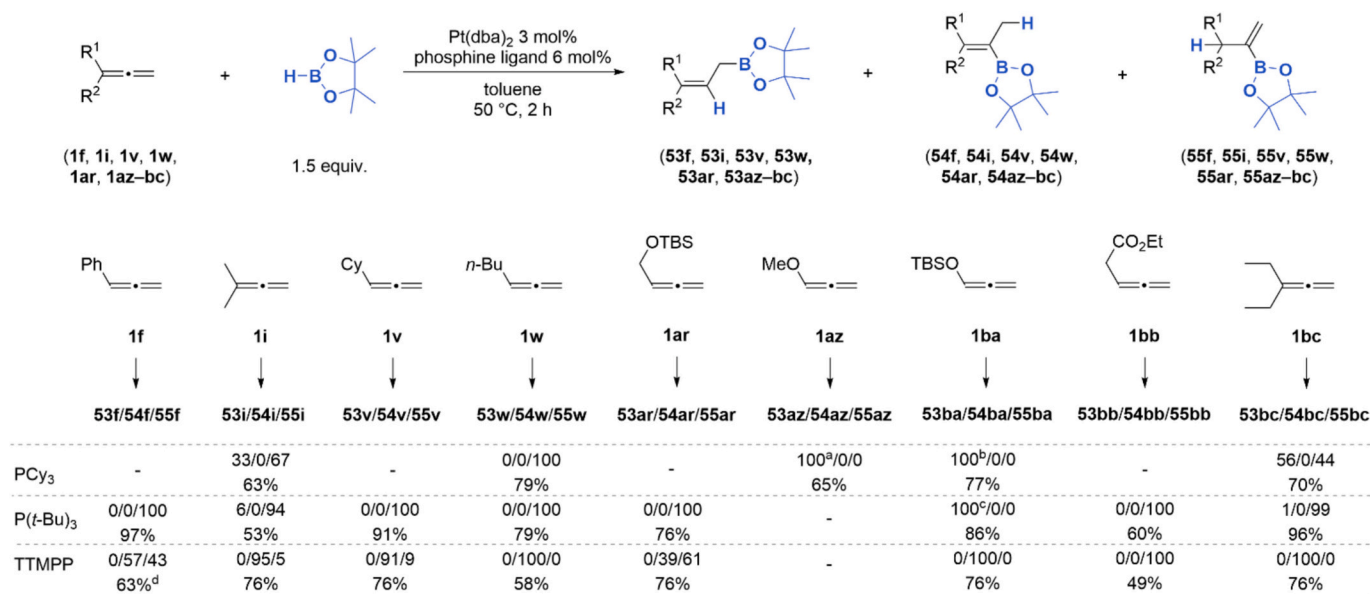 R1
R2
+
H B O O
1.5 equiv.
Pt(dba)2 3 mol%
phosphine ligand 6 mol%
toluene
50 °C, 2 h
R1
R2
H
B O O
+
R1
R2
H
B
O O
+
R1
H
R2
B
O O
(1f, 1i, 1v, 1w,
1ar, 1az–bc)
(53f, 53i, 53v, 53w,
53ar, 53az–bc)
(54f, 54i, 54v, 54w,
54ar, 54az–bc)
(55f, 55i, 55v, 55w,
55ar, 55az–bc)
Ph
Cy
n-Bu
OTBS
MeO
TBSO
CO2Et
1f 1i 1v 1w 1ar 1az 1ba 1bb 1bc
53f/54f/55f 53i/54i/55i 53v/54v/55v 53w/54w/55w 53ar/54ar/55ar 53az/54az/55az 53ba/54ba/55ba 53bb/54bb/55bb 53bc/54bc/55bc
PCy3 - 33/0/67 - 0/0/100 - 100a/0/0 100b/0/0 - 56/0/44
63% 79% 65% 77% 70%
P(t-Bu)3 0/0/100 6/0/94 0/0/100 0/0/100 0/0/100 - 100c/0/0 0/0/100 1/0/99
97% 53% 91% 79% 76% 86% 60% 96%
TTMPP 0/57/43 0/95/5 0/91/9 0/100/0 0/39/61 - 0/100/0 0/0/100 0/100/0
63%d 76% 76% 58% 76% 76% 49% 76%